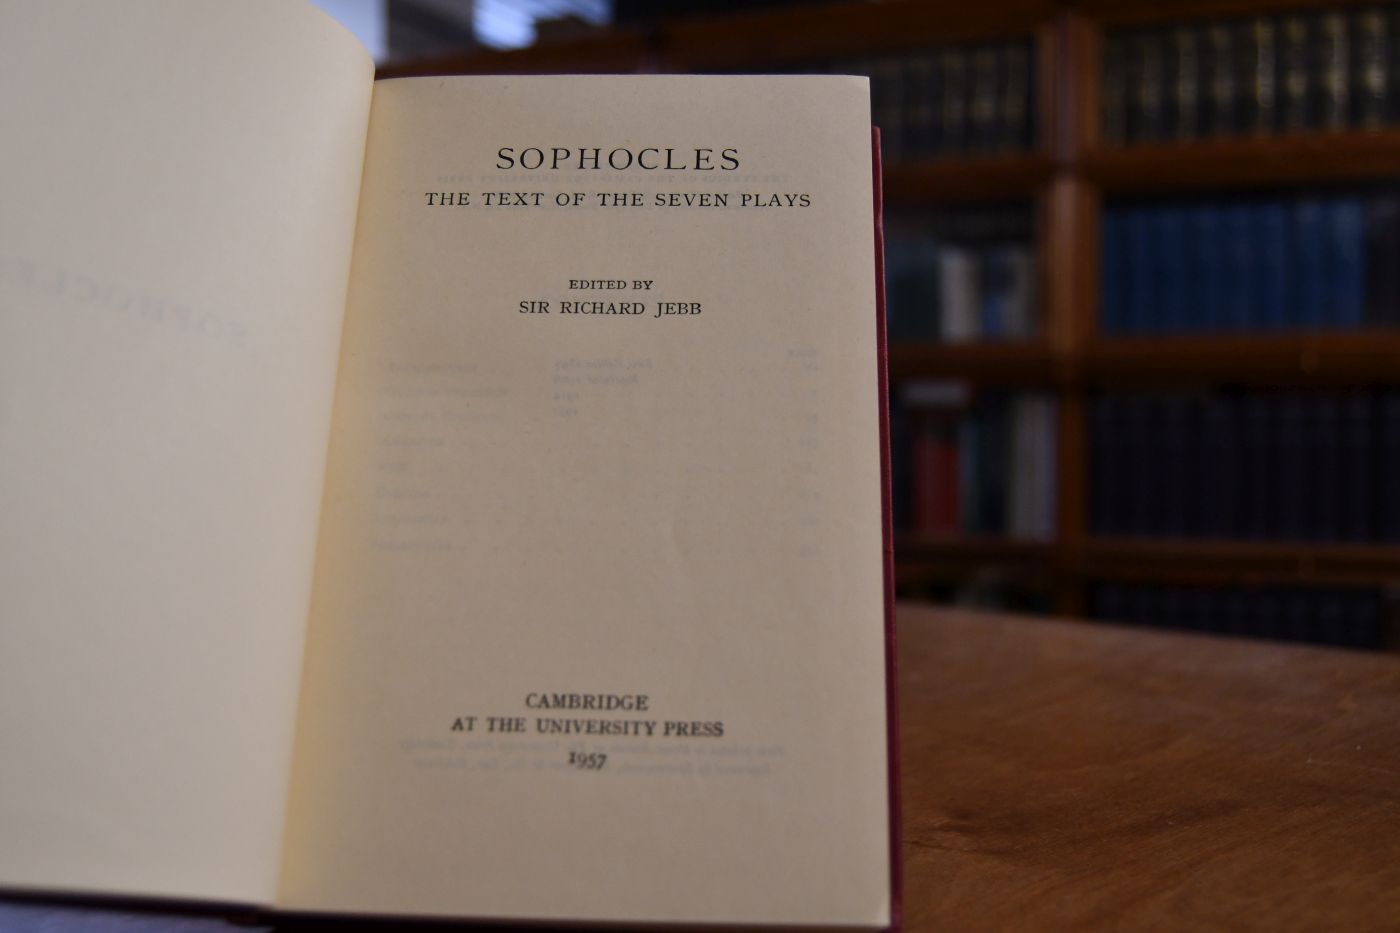 SOPHOCLES
THE TEXT OF THE SEVEN PLAYS
EDITED BY
SIR RICHARD JEBB
CAMBRIDGE
AT THE UNIVERSITY PRESS
1957